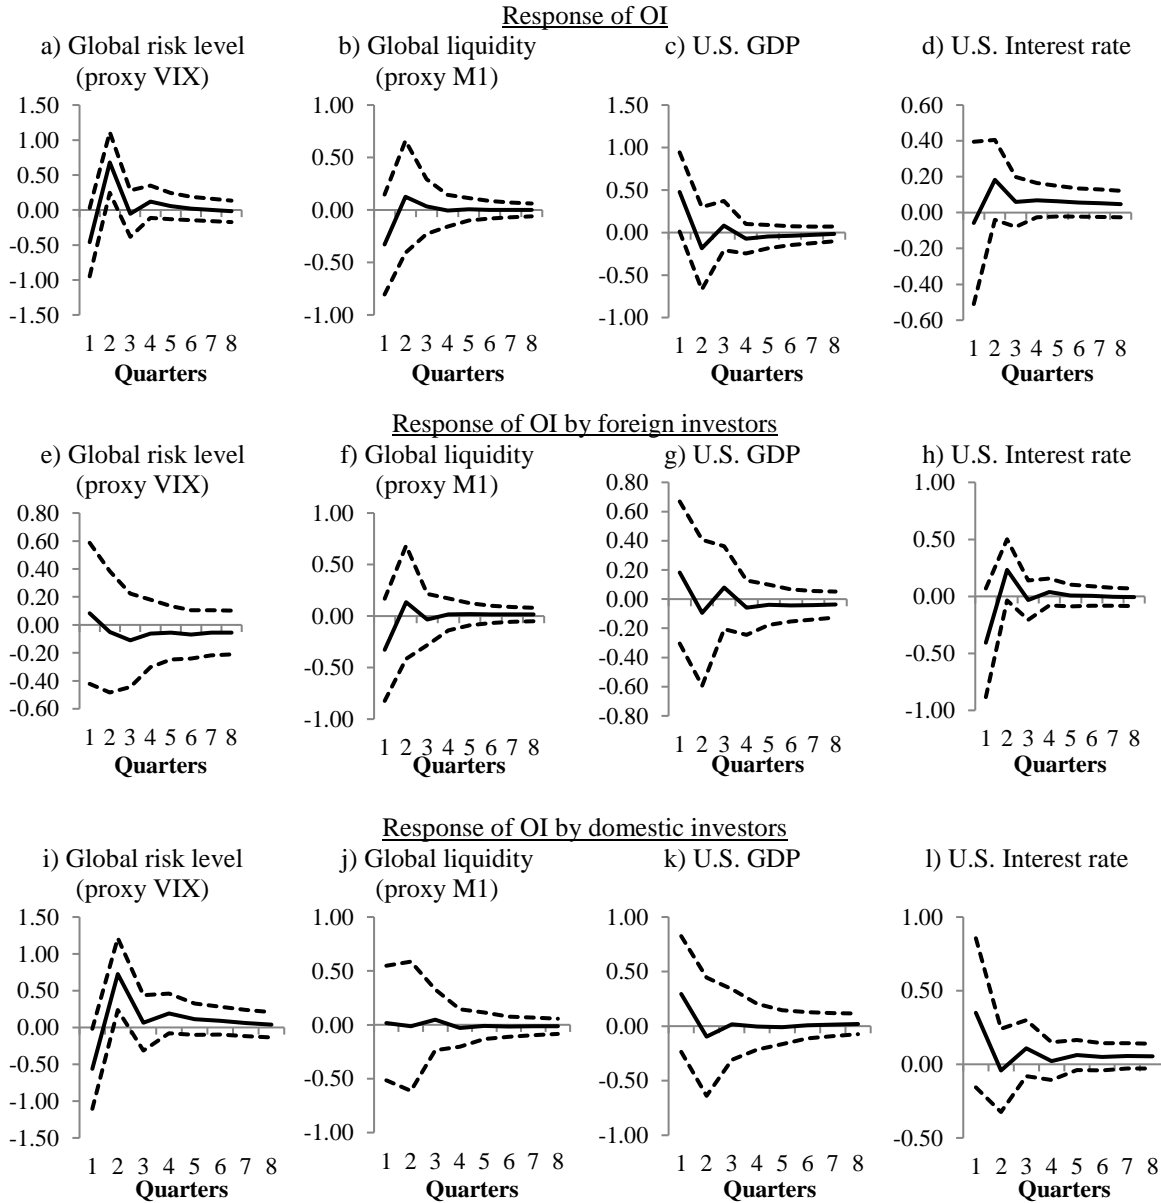 Response of OI
a) Global risk level
(proxy VIX)
b) Global liquidity
(proxy M1)
c) U.S. GDP
d) U.S. Interest rate
1.50
1.00
0.50
0.00
-0.50
-1.00
-1.50
1 2 3 4 5 6 7 8
Quarters
1.00
0.50
0.00
-0.50
-1.00
1 2 3 4 5 6 7 8
Quarters
1.50
1.00
0.50
0.00
-0.50
-1.00
1 2 3 4 5 6 7 8
Quarters
0.60
0.40
0.20
0.00
-0.20
-0.40
-0.60
1 2 3 4 5 6 7 8
Quarters
Response of OI by foreign investors
e) Global risk level
(proxy VIX)
f) Global liquidity
(proxy M1)
g) U.S. GDP
h) U.S. Interest rate
0.80
0.60
0.40
0.20
0.00
-0.20
-0.40
-0.60
1 2 3 4 5 6 7 8
Quarters
1.00
0.50
0.00
-0.50
-1.00
1 2 3 4 5 6 7 8
Quarters
0.80
0.60
0.40
0.20
0.00
-0.20
-0.40
-0.60
-0.80
1 2 3 4 5 6 7 8
Quarters
1.00
0.50
0.00
-0.50
-1.00
1 2 3 4 5 6 7 8
Quarters
Response of OI by domestic investors
i) Global risk level
(proxy VIX)
j) Global liquidity
(proxy M1)
k) U.S. GDP
l) U.S. Interest rate
1.50
1.00
0.50
0.00
-0.50
-1.00
-1.50
1 2 3 4 5 6 7 8
Quarters
1.00
0.50
0.00
-0.50
-1.00
1 2 3 4 5 6 7 8
Quarters
1.00
0.50
0.00
-0.50
-1.00
1 2 3 4 5 6 7 8
Quarters
1.00
0.50
0.00
-0.50
1 2 3 4 5 6 7 8
Quarters